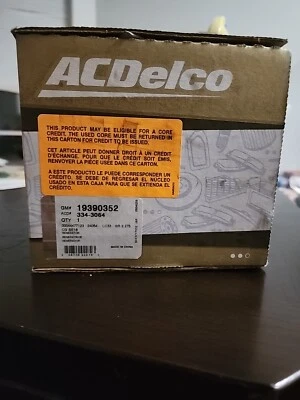 ACDelco
THIS PRODUCT MAY BE ELIGIBLE FOR A CORE
CREDIT. THE USED CORE MUST BE RETURNED IN
THIS CARTON FOR CREDIT TO BE ISSUED.
CET ARTICLE PEUT DONNER DROIT À UN CRÉDIT
D'ÉCHANGE. POUR QUE LE CRÉDIT SOIT ÉMIS,
RENVOYER LA PIÈCE USÉE DANS CE CARTON.
A ESTE PRODUCTO LE PUEDE CORRESPONDER UN
CRÉDITO. SE DEBE DE REGRESAR EL NÚCLEO
USADO EN ESTA CAJA PARA QUE SE EXTIENDA EL
CRÉDITO.
GM# 19390352
ACD# 334-3064
QTY 1